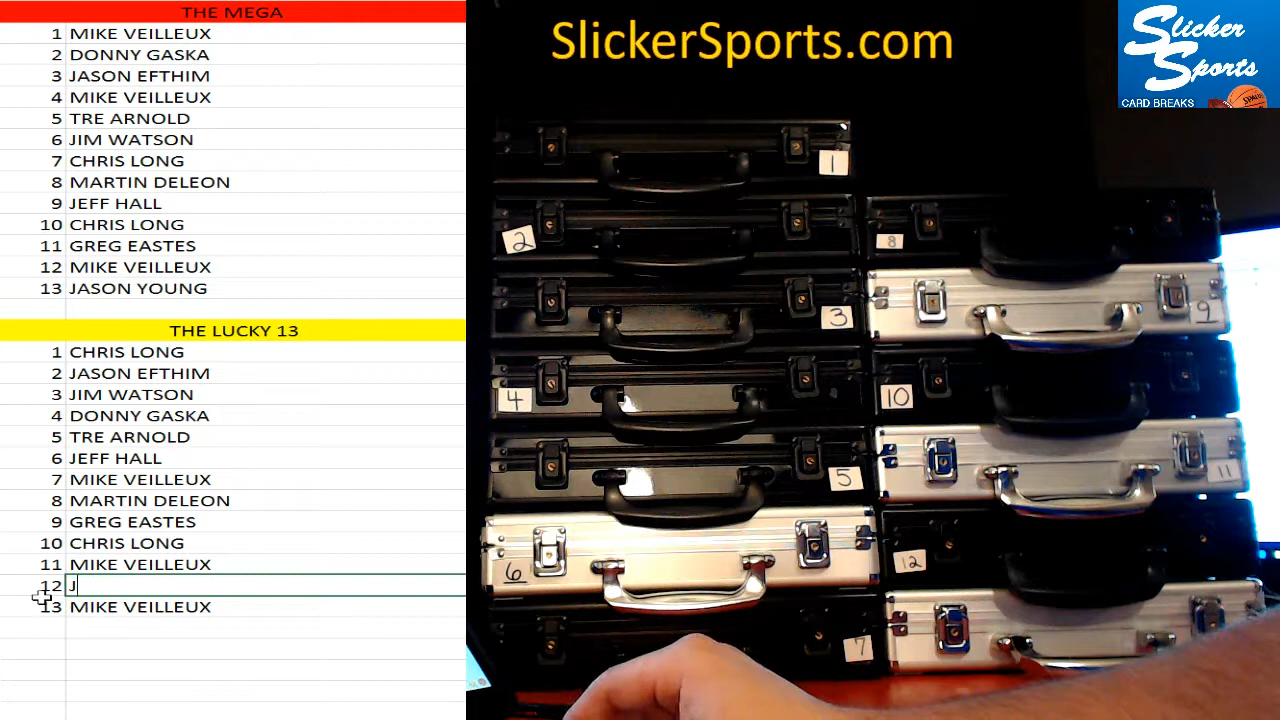 THE MEGA
1 MIKE VEILLEUX
2 DONNY GASKA
3 JASON EFTHIM
4 MIKE VEILLEUX
5 TRE ARNOLD
6 JIM WATSON
7 CHRIS LONG
8 MARTIN DELEON
9 JEFF HALL
10 CHRIS LONG
11 GREG EASTES
12 MIKE VEILLEUX
13 JASON YOUNG
THE LUCKY 13
1 CHRIS LONG
2 JASON EFTHIM
3 JIM WATSON
4 DONNY GASKA
5 TRE ARNOLD
6 JEFF HALL
7 MIKE VEILLEUX
8 MARTIN DELEON
9 GREG EASTES
10 CHRIS LONG
11 MIKE VEILLEUX
12 J
13 MIKE VEILLEUX
SlickerSports.com
Slicker
Sports
CARD BREAKS
SPALDING
1
2
3
4
5
6
7
8
9
10
11
12